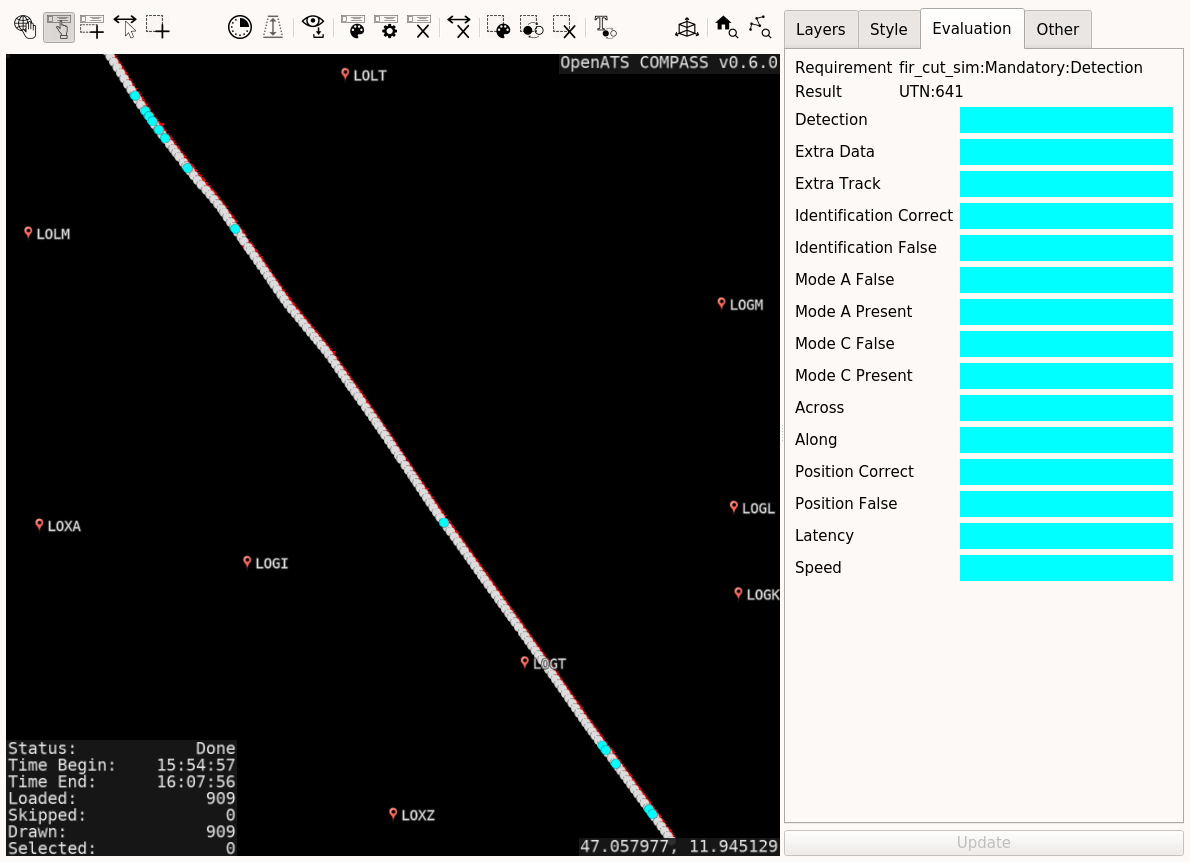 Layers Style Evaluation Other
OpenATS COMPASS v0.6.0
LOLT
LOLM
LOGM
LOXA
LOGI
LOGL
LOGK
LOGT
LOXZ
Status: Done
Time Begin: 15:54:57
Time End: 16:07:56
Loaded: 909
Skipped: 0
Drawn: 909
Selected: 0
47.057977, 11.945129
Requirement fir_cut_sim:Mandatory:Detection
Result UTN:641
Detection
Extra Data
Extra Track
Identification Correct
Identification False
Mode A False
Mode A Present
Mode C False
Mode C Present
Across
Along
Position Correct
Position False
Latency
Speed
Update